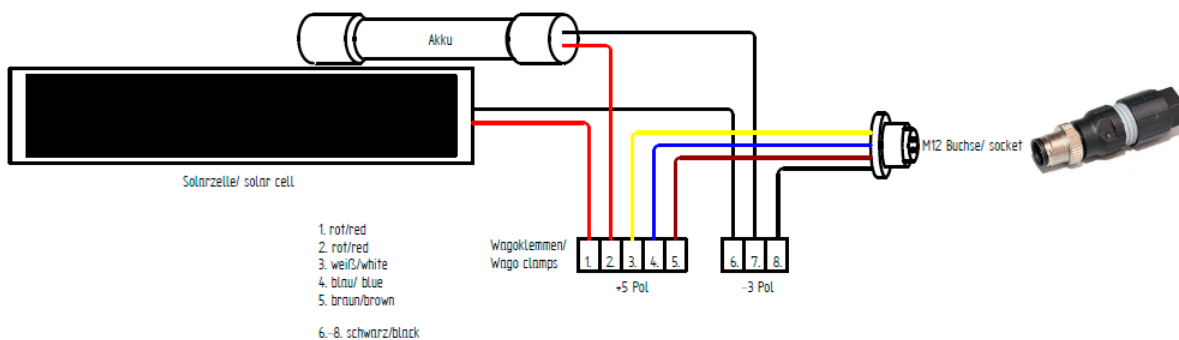 Akku
Solarzelle/ solar cell
M12 Buchse/ socket
1. rot/red
2. rot/red
3. weiß/white
4. blau/ blue
5. braun/brown
6.-8. schwarz/black
Wagoklemmen/
Wago clamps
1. 2. 3. 4. 5.
6. 7. 8.
+5 Pol
-3 Pol